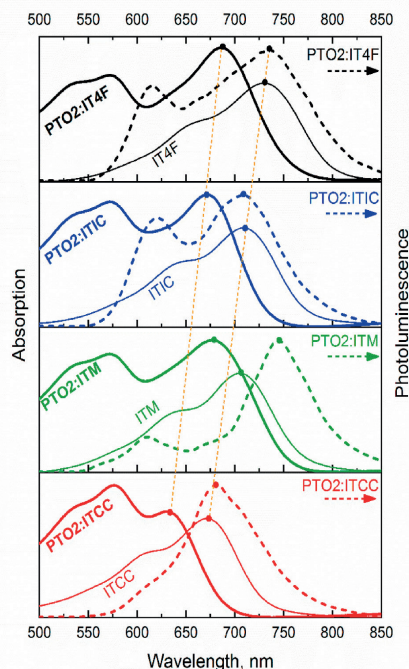 500 550 600 650 700 750 800 850
PTO2:IT4F
PTO2:IT4F
IT4F
PTO2:ITIC
PTO2:ITIC
ITIC
PTO2:ITM
PTO2:ITM
ITM
PTO2:ITCC
PTO2:ITCC
ITCC
Absorption
Photoluminescence
500 550 600 650 700 750 800 850
Wavelength, nm